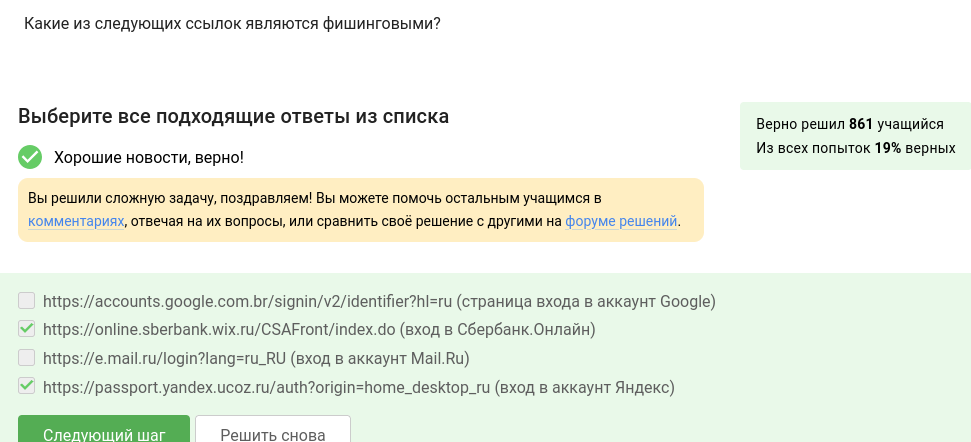 Какие из следующих ссылок являются фишинговыми?
Выберите все подходящие ответы из списка
Верно решил 861 учащийся
Из всех попыток 19% верных
Хорошие новости, верно!
Вы решили сложную задачу, поздравляем! Вы можете помочь остальным учащимся в
комментариях, отвечая на их вопросы, или сравнить своё решение с другими на форуме решений.
https://accounts.google.com.br/signin/v2/identifier?hl=ru (страница входа в аккаунт Google)
https://online.sberbank.wix.ru/CSAFront/index.do (вход в Сбербанк.Онлайн)
https://e.mail.ru/login?lang=ru_RU (вход в аккаунт Mail.Ru)
https://passport.yandex.ucoz.ru/auth?origin=home_desktop_ru (вход в аккаунт Яндекс)
Следующий шаг
Решить снова